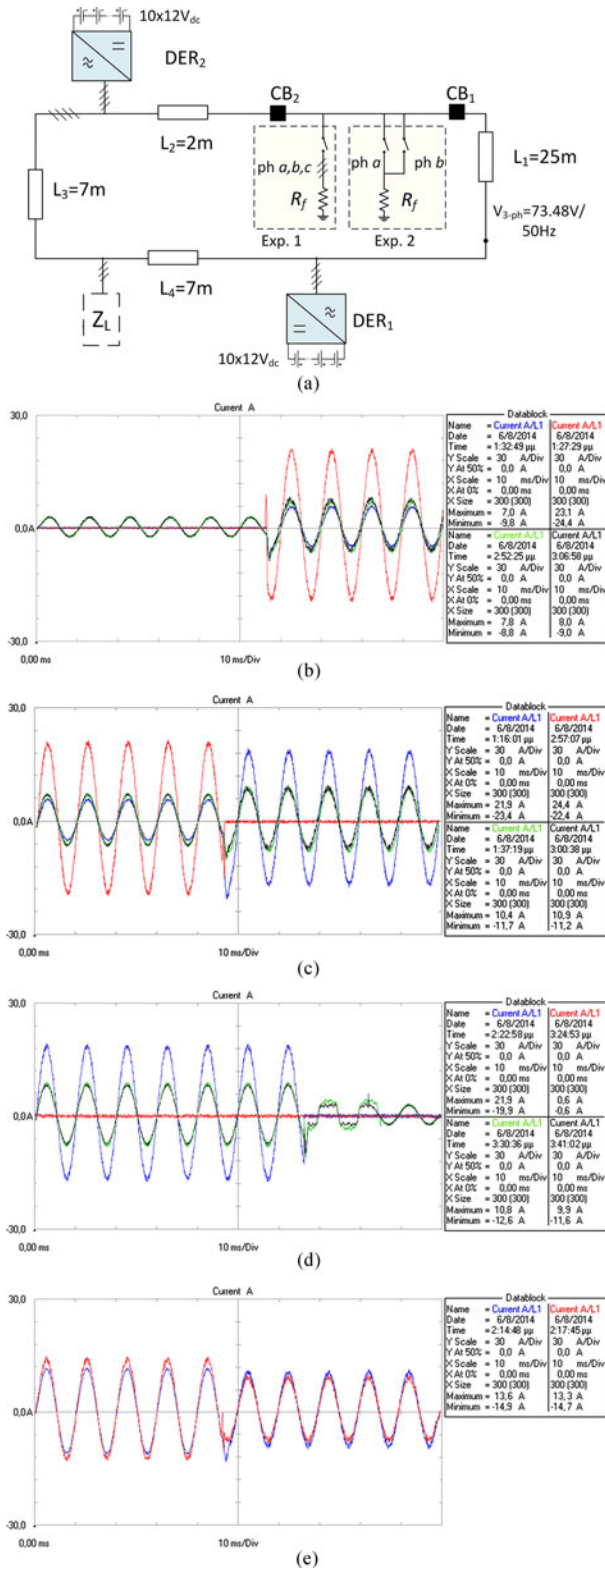 10x12Vdc
DER2
CB2
CB1
L2=2m
L1=25m
ph a,b,c
ph a
ph b
L3=7m
Rf
Rf
V3-ph=73.48V/
50Hz
Exp. 1
Exp. 2
L4=7m
ZL
DER1
10x12Vdc
(a)
Current A
30,0
0,0A
-30,0
0,00 ms
10 ms/Div
Datablock
Name = Current A/L1 Current A/L1
Date = 6/8/2014 6/8/2014
Time = 1:32:49 μμ 1:27:29 μμ
Y Scale = 30 A/Div 30 A/Div
Y At 50% = 0,0 A 0,0 A
X Scale = 10 ms/Div 10 ms/Div
X At 0% = 0,00 ms 0,00 ms
X Size = 300 (300) 300 (300)
Maximum = 7,0 A 23,1 A
Minimum = -9,8 A -24,4 A
Name = Current A/L1 Current A/L1
Date = 6/8/2014 6/8/2014
Time = 2:52:25 μμ 3:06:58 μμ
Y Scale = 30 A/Div 30 A/Div
Y At 50% = 0,0 A 0,0 A
X Scale = 10 ms/Div 10 ms/Div
X At 0% = 0,00 ms 0,00 ms
X Size = 300 (300) 300 (300)
Maximum = 7,8 A 8,0 A
Minimum = -8,8 A -9,0 A
(b)
Current A
30,0
0,0A
-30,0
0,00 ms
10 ms/Div
Datablock
Name = Current A/L1 Current A/L1
Date = 6/8/2014 6/8/2014
Time = 1:16:01 μμ 2:57:07 μμ
Y Scale = 30 A/Div 30 A/Div
Y At 50% = 0,0 A 0,0 A
X Scale = 10 ms/Div 10 ms/Div
X At 0% = 0,00 ms 0,00 ms
X Size = 300 (300) 300 (300)
Maximum = 21,9 A 24,4 A
Minimum = -23,4 A -22,4 A
Name = Current A/L1 Current A/L1
Date = 6/8/2014 6/8/2014
Time = 1:37:19 μμ 3:00:38 μμ
Y Scale = 30 A/Div 30 A/Div
Y At 50% = 0,0 A 0,0 A
X Scale = 10 ms/Div 10 ms/Div
X At 0% = 0,00 ms 0,00 ms
X Size = 300 (300) 300 (300)
Maximum = 10,4 A 10,9 A
Minimum = -11,7 A -11,2 A
(c)
Current A
30,0
0,0A
-30,0
0,00 ms
10 ms/Div
Datablock
Name = Current A/L1 Current A/L1
Date = 6/8/2014 6/8/2014
Time = 2:22:58 μμ 3:24:53 μμ
Y Scale = 30 A/Div 30 A/Div
Y At 50% = 0,0 A 0,0 A
X Scale = 10 ms/Div 10 ms/Div
X At 0% = 0,00 ms 0,00 ms
X Size = 300 (300) 300 (300)
Maximum = 21,9 A 0,6 A
Minimum = -19,9 A -0,6 A
Name = Current A/L1 Current A/L1
Date = 6/8/2014 6/8/2014
Time = 3:30:36 μμ 3:41:02 μμ
Y Scale = 30 A/Div 30 A/Div
Y At 50% = 0,0 A 0,0 A
X Scale = 10 ms/Div 10 ms/Div
X At 0% = 0,00 ms 0,00 ms
X Size = 300 (300) 300 (300)
Maximum = 10,8 A 9,9 A
Minimum = -12,6 A -11,6 A
(d)
Current A
30,0
0,0A
-30,0
0,00 ms
10 ms/Div
Datablock
Name = Current A/L1 Current A/L1
Date = 6/8/2014 6/8/2014
Time = 2:14:48 μμ 2:17:45 μμ
Y Scale = 30 A/Div 30 A/Div
Y At 50% = 0,0 A 0,0 A
X Scale = 10 ms/Div 10 ms/Div
X At 0% = 0,00 ms 0,00 ms
X Size = 300 (300) 300 (300)
Maximum = 13,6 A 13,3 A
Minimum = -14,9 A -14,7 A
(e)